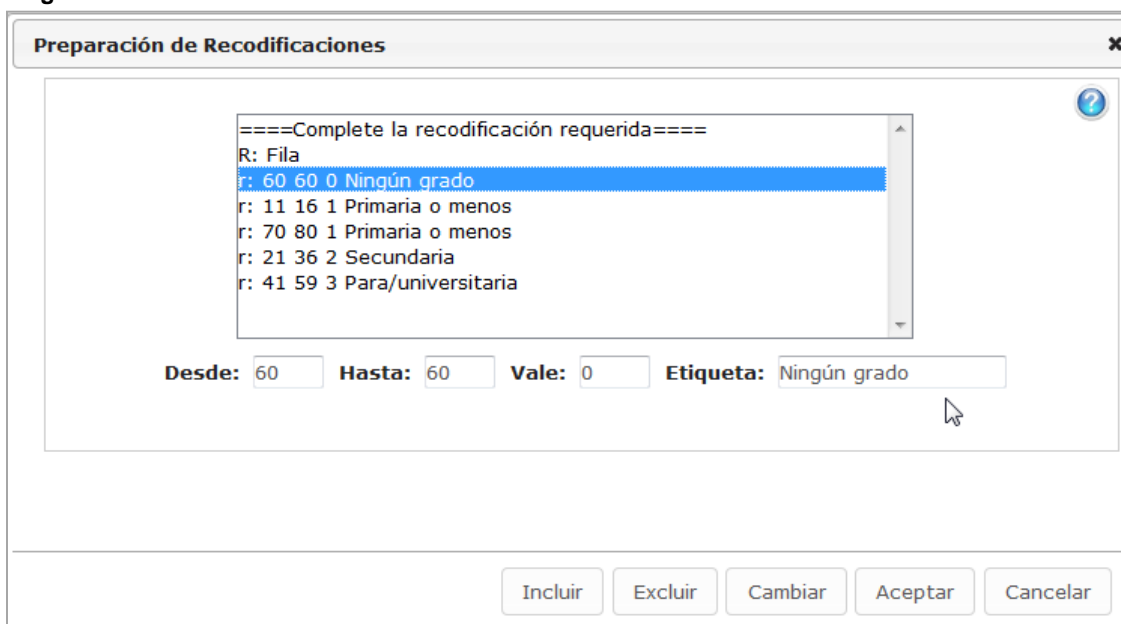 Preparación de Recodificaciones
====Complete la recodificación requerida====
R: Fila
r: 60 60 0 Ningún grado
r: 11 16 1 Primaria o menos
r: 70 80 1 Primaria o menos
r: 21 36 2 Secundaria
r: 41 59 3 Para/universitaria
Desde: 60 Hasta: 60 Vale: 0 Etiqueta: Ningún grado
Incluir Excluir Cambiar Aceptar Cancelar